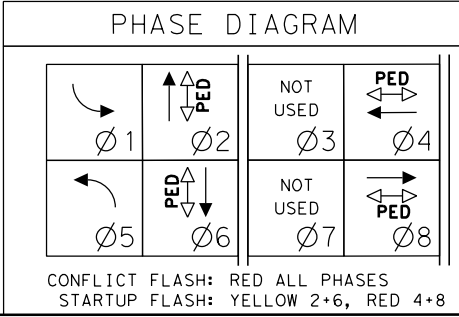 PHASE DIAGRAM
Ø1
PED
Ø2
NOT
USED
Ø3
PED
Ø4
Ø5
PED
Ø6
NOT
USED
Ø7
PED
Ø8
CONFLICT FLASH: RED ALL PHASES
STARTUP FLASH: YELLOW 2+6, RED 4+8